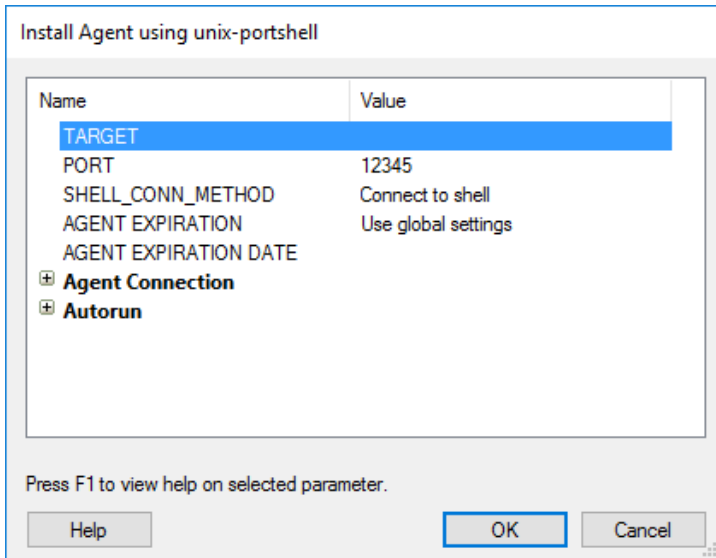 Install Agent using unix-portshell
Name Value
TARGET
PORT 12345
SHELL_CONN_METHOD Connect to shell
AGENT EXPIRATION Use global settings
AGENT EXPIRATION DATE
Agent Connection
Autorun
Press F1 to view help on selected parameter.
Help OK Cancel